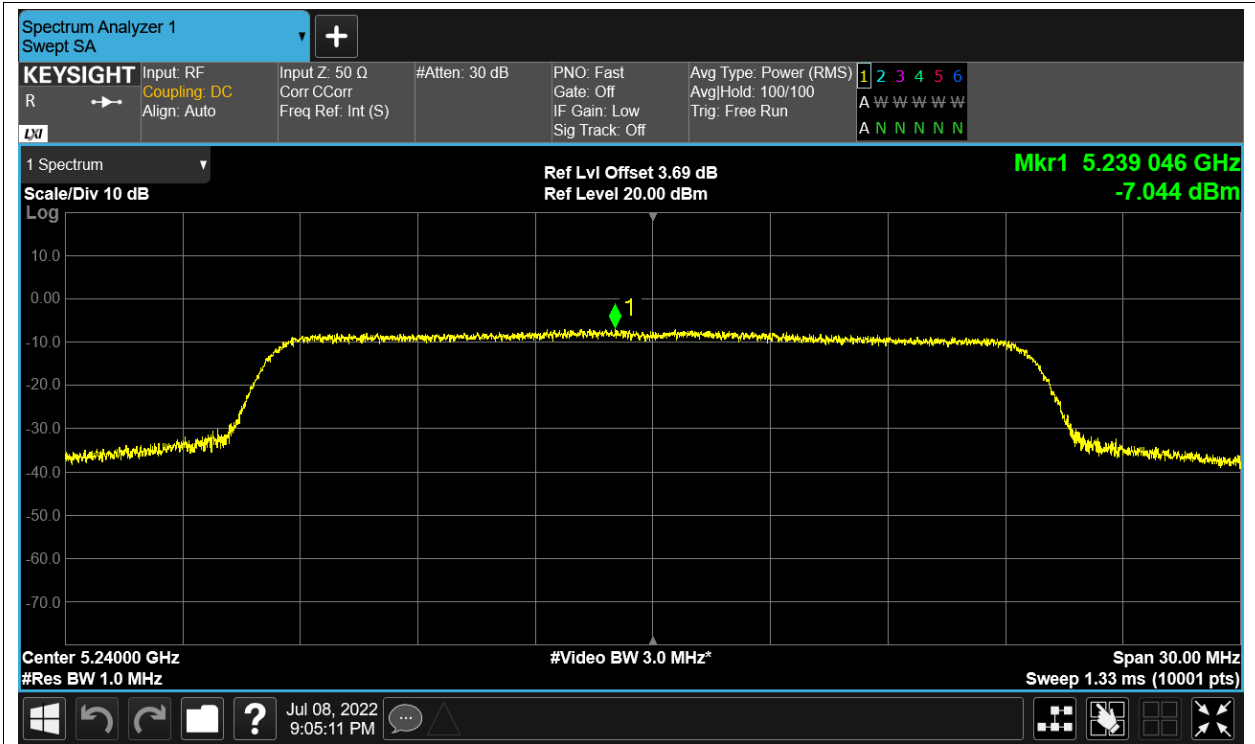 Spectrum Analyzer 1
Swept SA
+
KEYSIGHT
R
LXI
Input: RF
Coupling: DC
Align: Auto
Input Z: 50 Ω
Corr CCorr
Freq Ref: Int (S)
#Atten: 30 dB
PNO: Fast
Gate: Off
IF Gain: Low
Sig Track: Off
Avg Type: Power (RMS)
Avg|Hold: 100/100
Trig: Free Run
1 2 3 4 5 6
A W W W W W
A N N N N N
1 Spectrum
Scale/Div 10 dB
Log
Ref Lvl Offset 3.69 dB
Ref Level 20.00 dBm
Mkr1 5.239 046 GHz
-7.044 dBm
10.0
0.00
-10.0
-20.0
-30.0
-40.0
-50.0
-60.0
-70.0
1
Center 5.24000 GHz
#Res BW 1.0 MHz
#Video BW 3.0 MHz*
Span 30.00 MHz
Sweep 1.33 ms (10001 pts)
?
Jul 08, 2022
9:05:11 PM